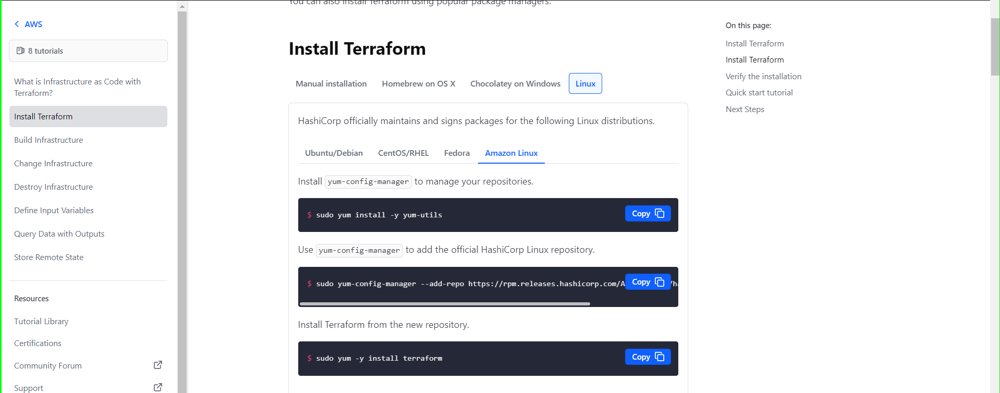 AWS
8 tutorials
What is Infrastructure as Code with
Terraform?
Install Terraform
Build Infrastructure
Change Infrastructure
Destroy Infrastructure
Define Input Variables
Query Data with Outputs
Store Remote State
Resources
Tutorial Library
Certifications
Community Forum
Support
You can also install Terraform using popular package managers.
Install Terraform
Manual installation
Homebrew on OS X
Chocolatey on Windows
Linux
HashiCorp officially maintains and signs packages for the following Linux distributions.
Ubuntu/Debian
CentOS/RHEL
Fedora
Amazon Linux
Install yum-config-manager to manage your repositories.
$ sudo yum install -y yum-utils
Copy
Use yum-config-manager to add the official HashiCorp Linux repository.
$ sudo yum-config-manager --add-repo https://rpm.releases.hashicorp.com/A
Copy
/ha
Install Terraform from the new repository.
$ sudo yum -y install terraform
Copy
On this page:
Install Terraform
Install Terraform
Verify the installation
Quick start tutorial
Next Steps